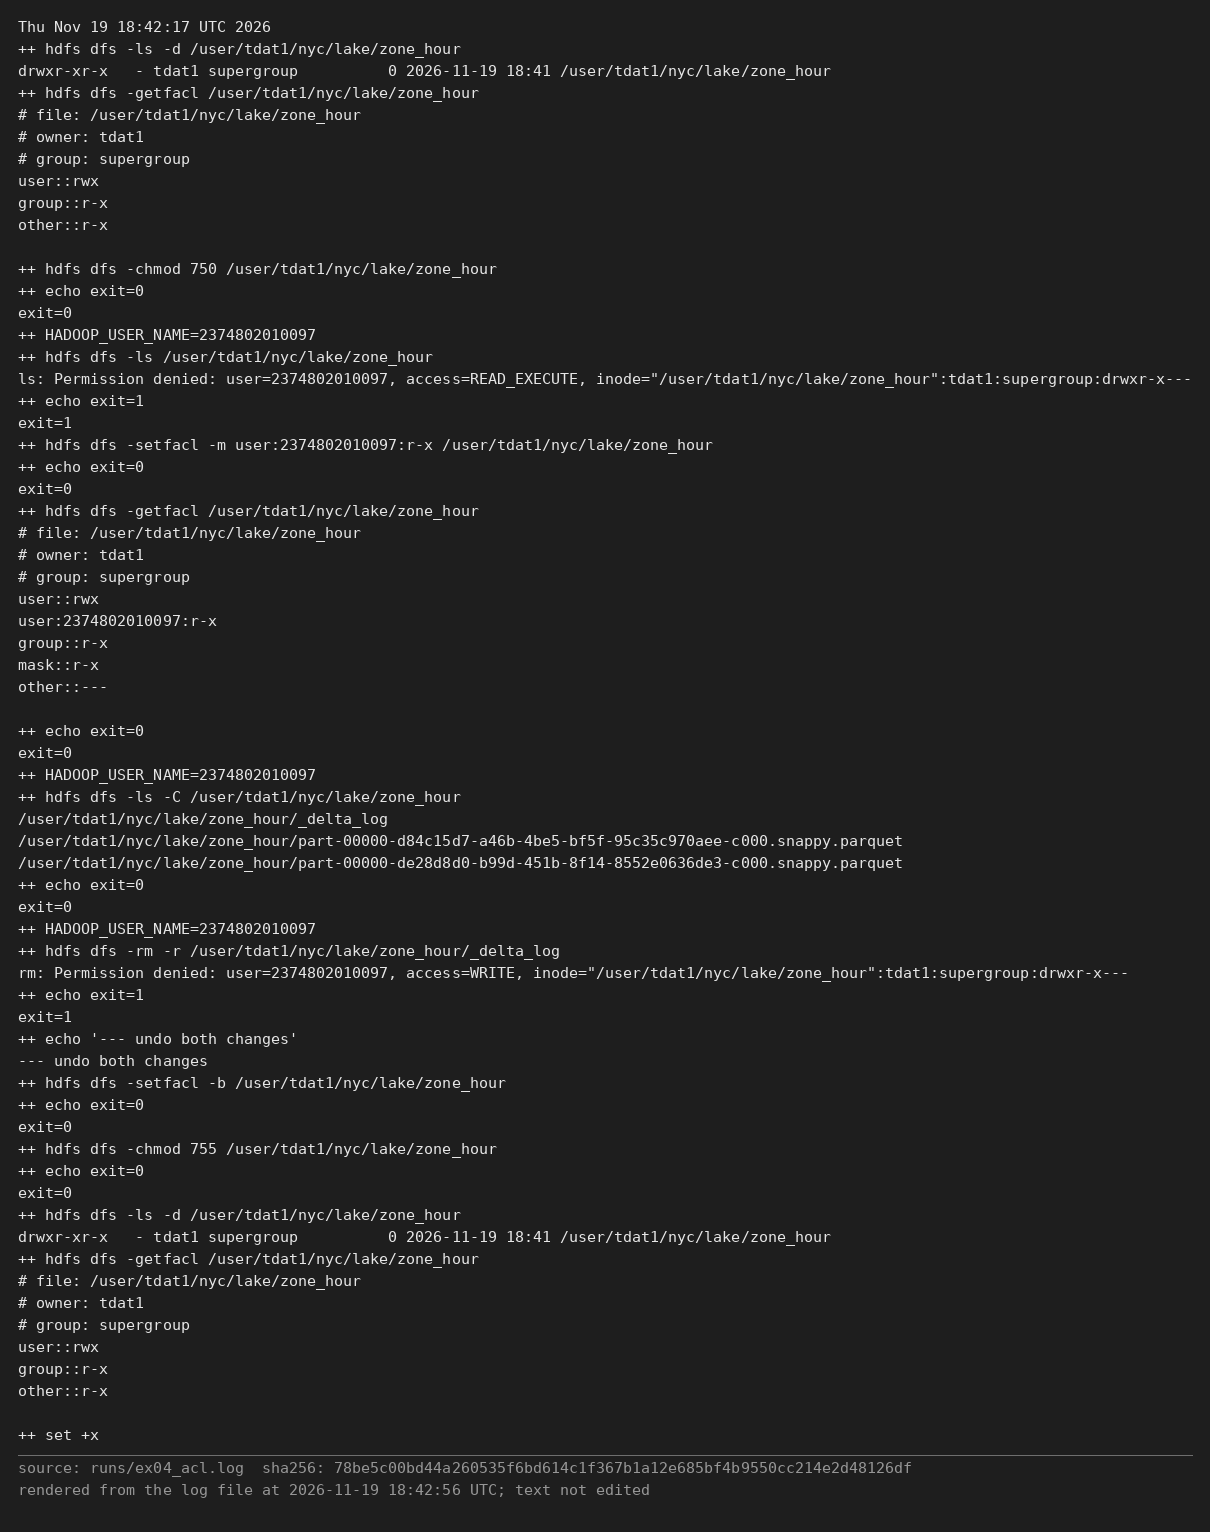 Thu Nov 19 18:42:17 UTC 2026
++ hdfs dfs -ls -d /user/tdat1/nyc/lake/zone_hour
drwxr-xr-x   - tdat1 supergroup          0 2026-11-19 18:41 /user/tdat1/nyc/lake/zone_hour
++ hdfs dfs -getfacl /user/tdat1/nyc/lake/zone_hour
# file: /user/tdat1/nyc/lake/zone_hour
# owner: tdat1
# group: supergroup
user::rwx
group::r-x
other::r-x

++ hdfs dfs -chmod 750 /user/tdat1/nyc/lake/zone_hour
++ echo exit=0
exit=0
++ HADOOP_USER_NAME=2374802010097
++ hdfs dfs -ls /user/tdat1/nyc/lake/zone_hour
ls: Permission denied: user=2374802010097, access=READ_EXECUTE, inode="/user/tdat1/nyc/lake/zone_hour":tdat1:supergroup:drwxr-x---
++ echo exit=1
exit=1
++ hdfs dfs -setfacl -m user:2374802010097:r-x /user/tdat1/nyc/lake/zone_hour
++ echo exit=0
exit=0
++ hdfs dfs -getfacl /user/tdat1/nyc/lake/zone_hour
# file: /user/tdat1/nyc/lake/zone_hour
# owner: tdat1
# group: supergroup
user::rwx
user:2374802010097:r-x
group::r-x
mask::r-x
other::---

++ echo exit=0
exit=0
++ HADOOP_USER_NAME=2374802010097
++ hdfs dfs -ls -C /user/tdat1/nyc/lake/zone_hour
/user/tdat1/nyc/lake/zone_hour/_delta_log
/user/tdat1/nyc/lake/zone_hour/part-00000-d84c15d7-a46b-4be5-bf5f-95c35c970aee-c000.snappy.parquet
/user/tdat1/nyc/lake/zone_hour/part-00000-de28d8d0-b99d-451b-8f14-8552e0636de3-c000.snappy.parquet
++ echo exit=0
exit=0
++ HADOOP_USER_NAME=2374802010097
++ hdfs dfs -rm -r /user/tdat1/nyc/lake/zone_hour/_delta_log
rm: Permission denied: user=2374802010097, access=WRITE, inode="/user/tdat1/nyc/lake/zone_hour":tdat1:supergroup:drwxr-x---
++ echo exit=1
exit=1
++ echo '--- undo both changes'
--- undo both changes
++ hdfs dfs -setfacl -b /user/tdat1/nyc/lake/zone_hour
++ echo exit=0
exit=0
++ hdfs dfs -chmod 755 /user/tdat1/nyc/lake/zone_hour
++ echo exit=0
exit=0
++ hdfs dfs -ls -d /user/tdat1/nyc/lake/zone_hour
drwxr-xr-x   - tdat1 supergroup          0 2026-11-19 18:41 /user/tdat1/nyc/lake/zone_hour
++ hdfs dfs -getfacl /user/tdat1/nyc/lake/zone_hour
# file: /user/tdat1/nyc/lake/zone_hour
# owner: tdat1
# group: supergroup
user::rwx
group::r-x
other::r-x

++ set +x
source: runs/ex04_acl.log  sha256: 78be5c00bd44a260535f6bd614c1f367b1a12e685bf4b9550cc214e2d48126df
rendered from the log file at 2026-11-19 18:42:56 UTC; text not edited